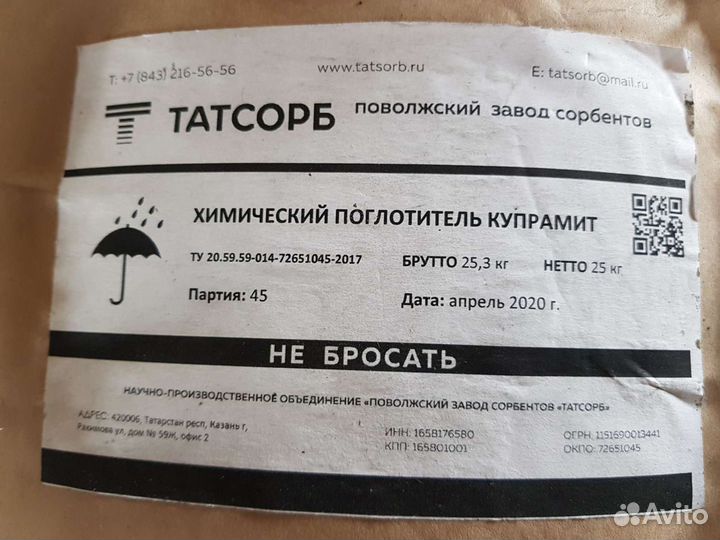 Т: +7 (843) 216-56-56 www.tatsorb.ru E: tatsorb@mail.ru
ТАТСОРБ ПОВОЛЖСКИЙ ЗАВОД СОРБЕНТОВ
ХИМИЧЕСКИЙ ПОГЛОТИТЕЛЬ КУПРАМИТ
ТУ 20.59.59-014-72651045-2017 БРУТТО 25,3 кг НЕТТО 25 кг
Партия: 45 Дата: апрель 2020 г.
НЕ БРОСАТЬ
НАУЧНО-ПРОИЗВОДСТВЕННОЕ ОБЪЕДИНЕНИЕ «ПОВОЛЖСКИЙ ЗАВОД СОРБЕНТОВ «ТАТСОРБ»
АДРЕС: 420006, Татарстан респ, Казань г, ИНН: 1658176580 ОГРН: 1151690013441
Рахимова ул, дом № 59Ж, офис 2 КПП: 165801001 ОКПО: 72651045
Avito